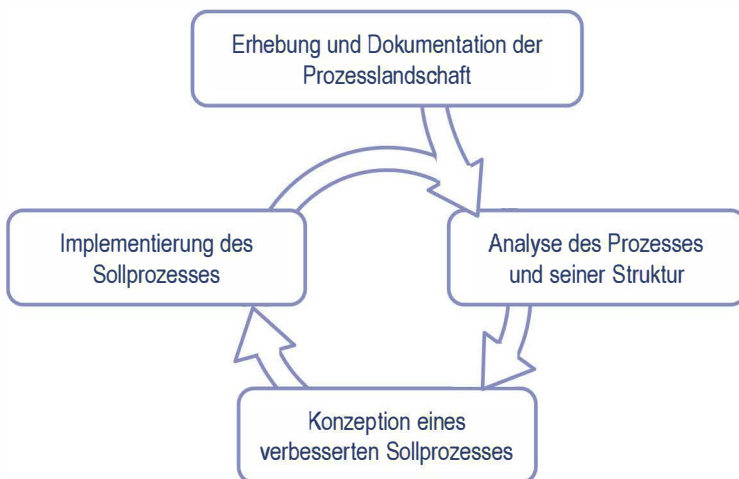 Erhebung und Dokumentation der
Prozesslandschaft
Analyse des Prozesses
und seiner Struktur
Konzeption eines
verbesserten Sollprozesses
Implementierung des
Sollprozesses